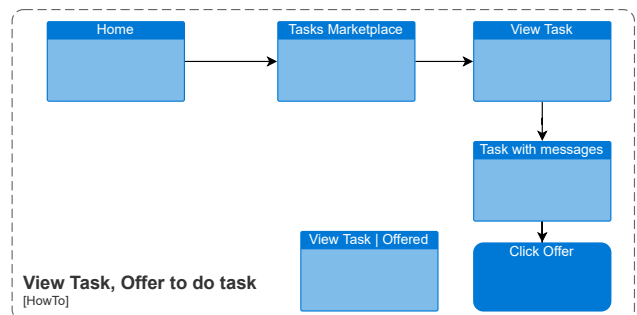 Home
Tasks Marketplace
View Task
Task with messages
View Task | Offered
Click Offer
View Task, Offer to do task
[HowTo]